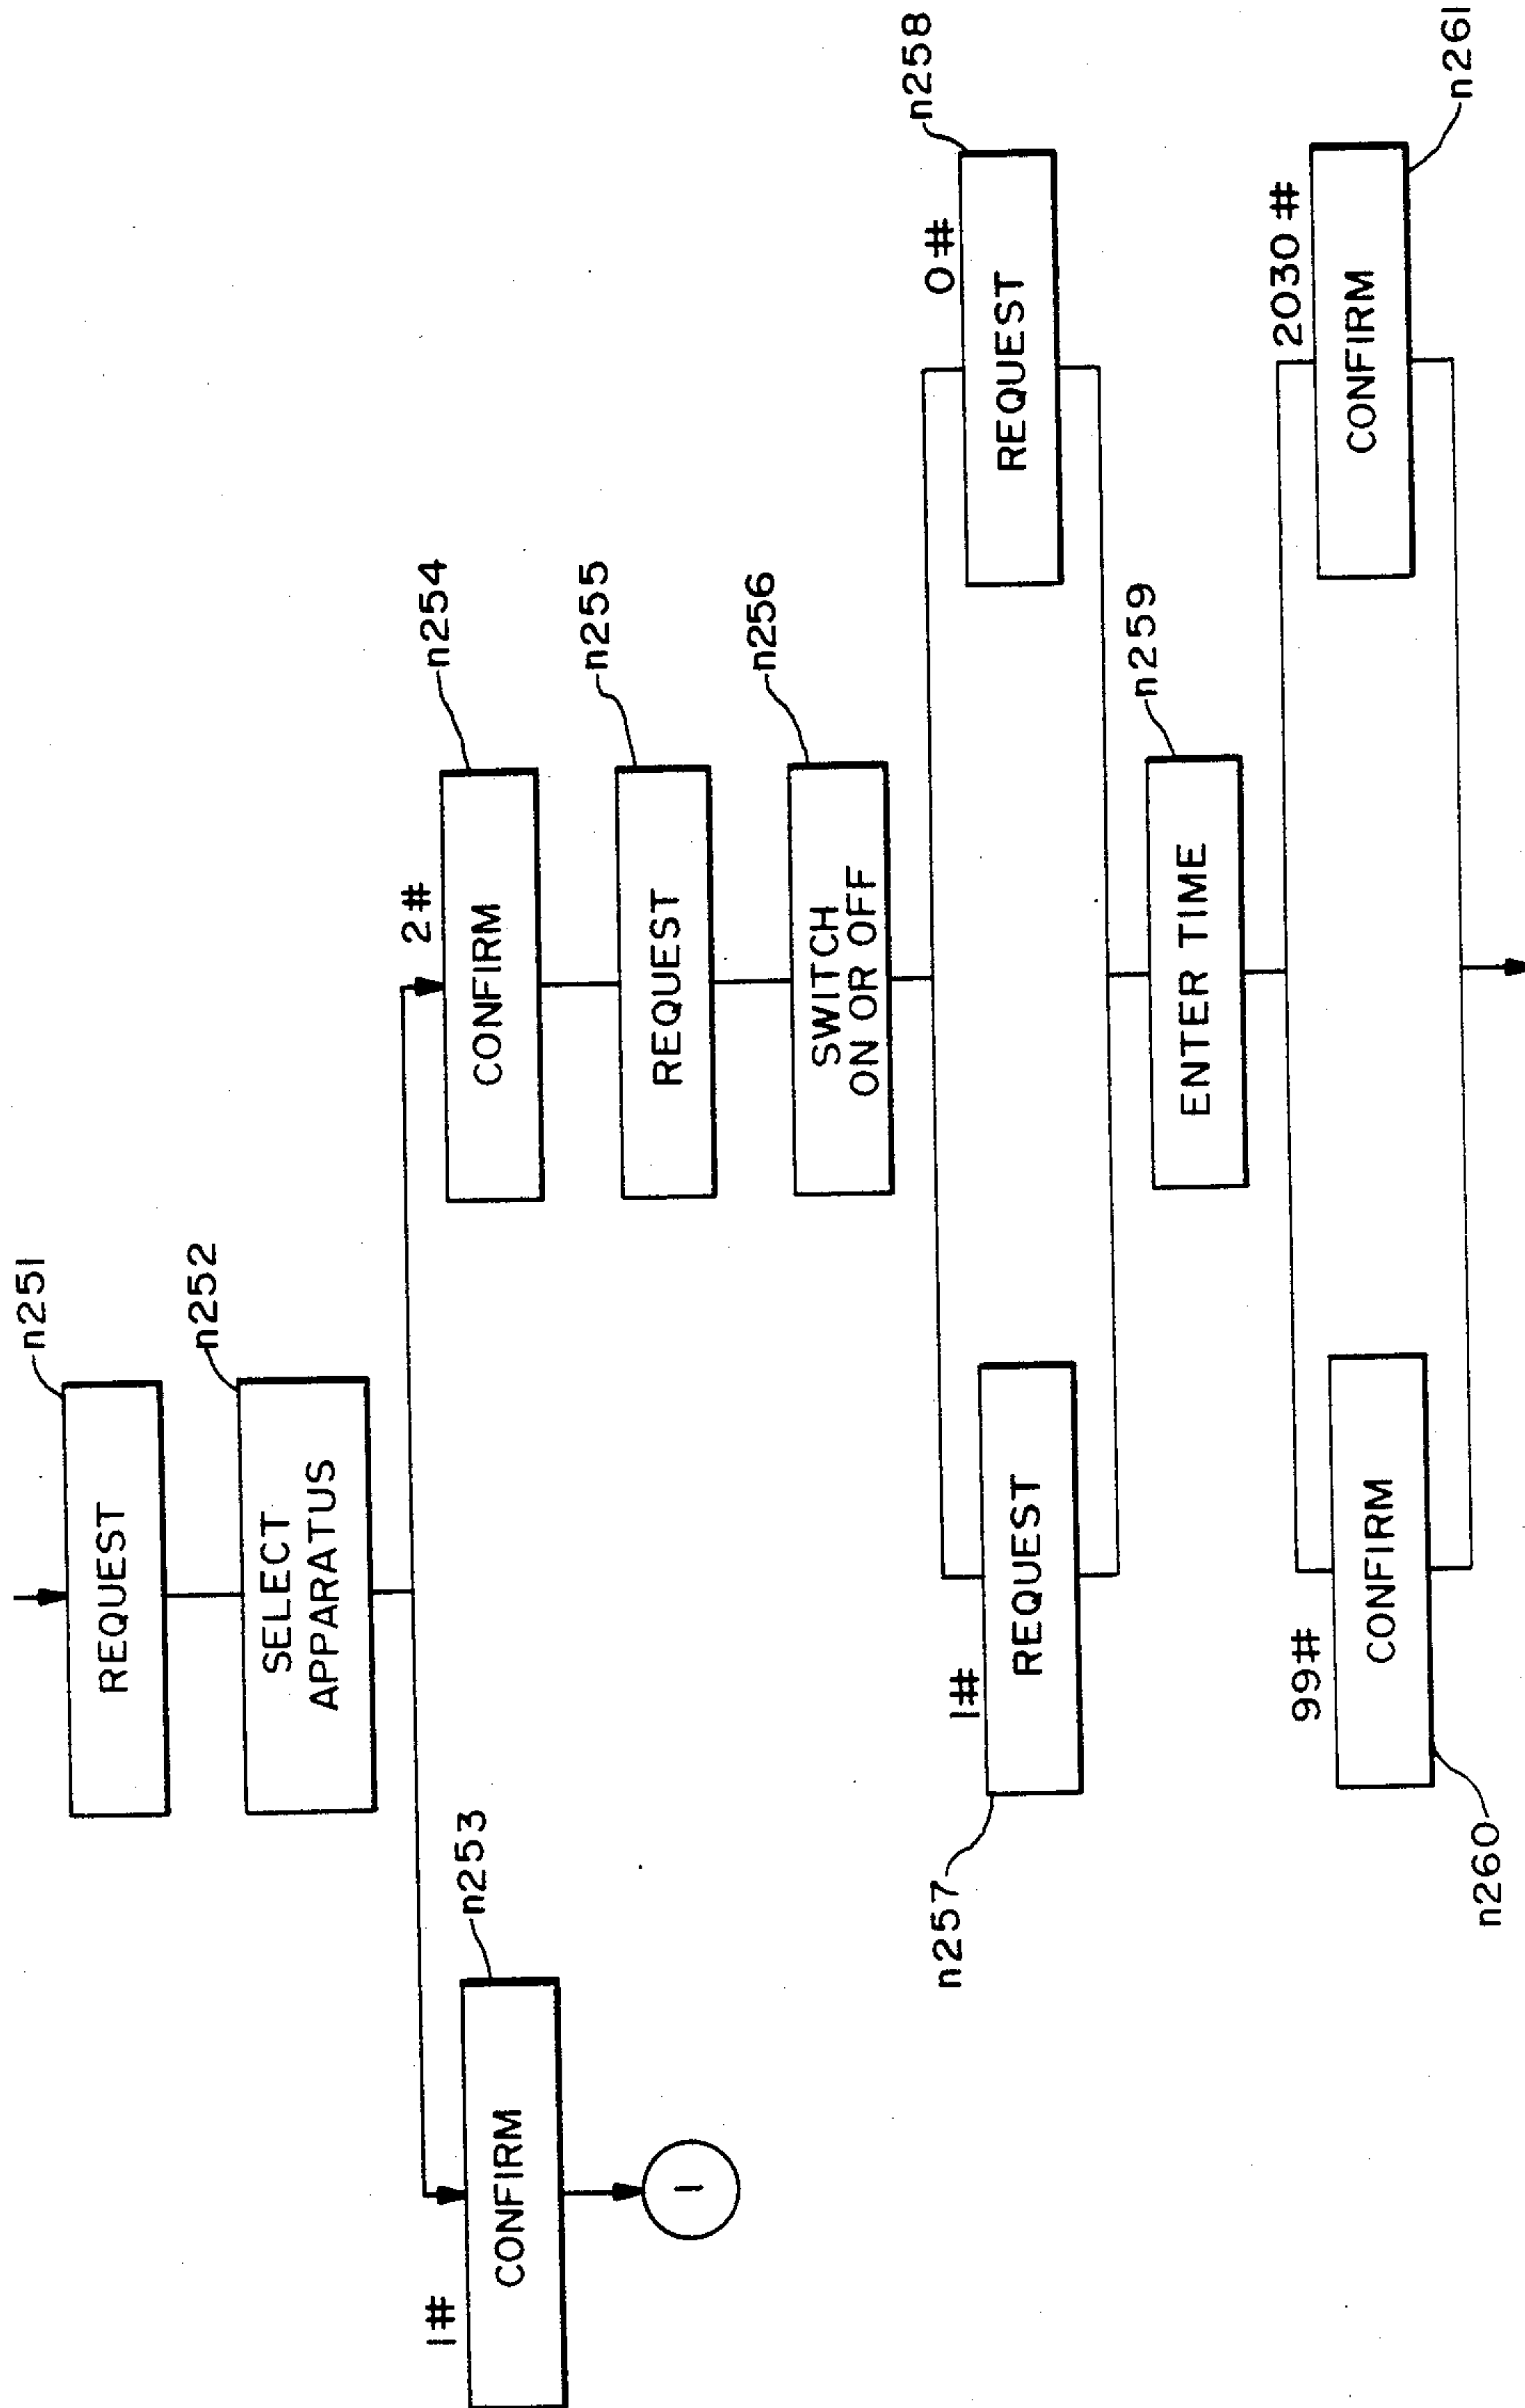 n251
REQUEST
n252
SELECT
APPARATUS
1#
n253
CONFIRM
1
2#
n254
CONFIRM
n255
REQUEST
n256
SWITCH
ON OR OFF
n257
1#
REQUEST
0#
n258
REQUEST
n259
ENTER TIME
99#
CONFIRM
n260
2030#
CONFIRM
n261